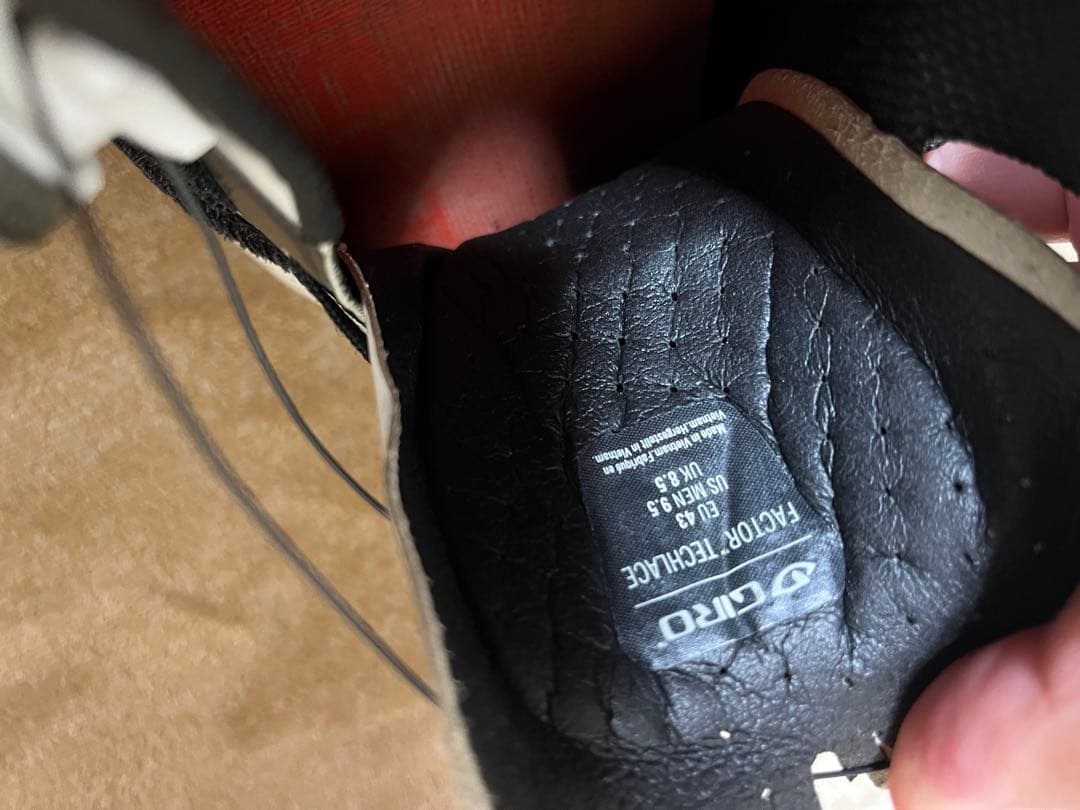 GIRO
FACTOR™ TECHLACE
EU 43
US MEN 9.5
UK 8.5
Made in Vietnam.Fabriqué en
Vietnam.Hergestellt in Vietnam.